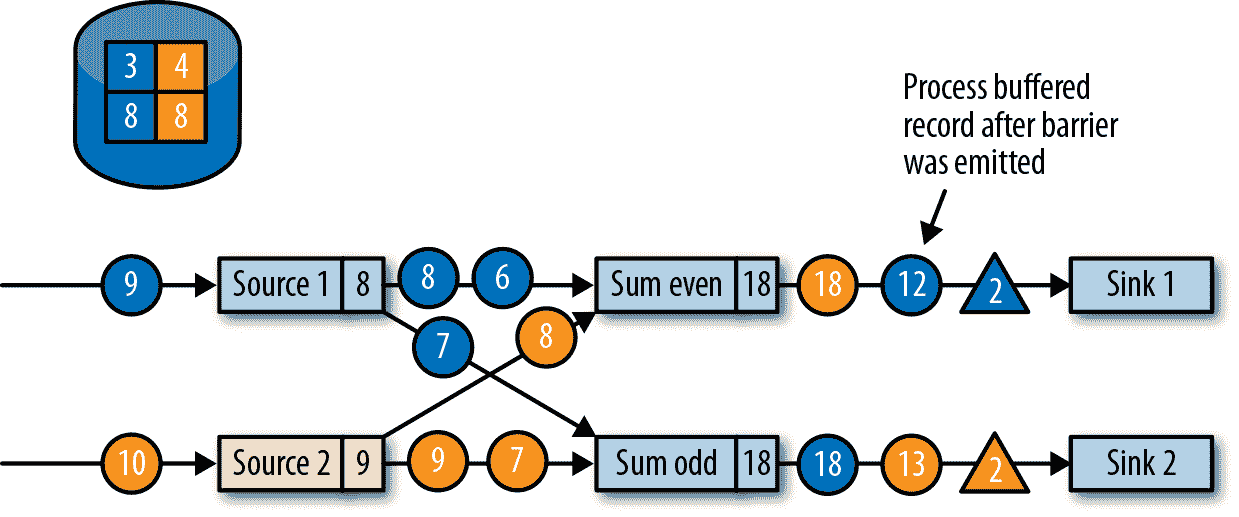 3 4
8 8
Process buffered
record after barrier
was emitted
9 Source 1 8 8 6 Sum even 18 18 12 2 Sink 1
7 8
10 Source 2 9 9 7 Sum odd 18 18 13 2 Sink 2